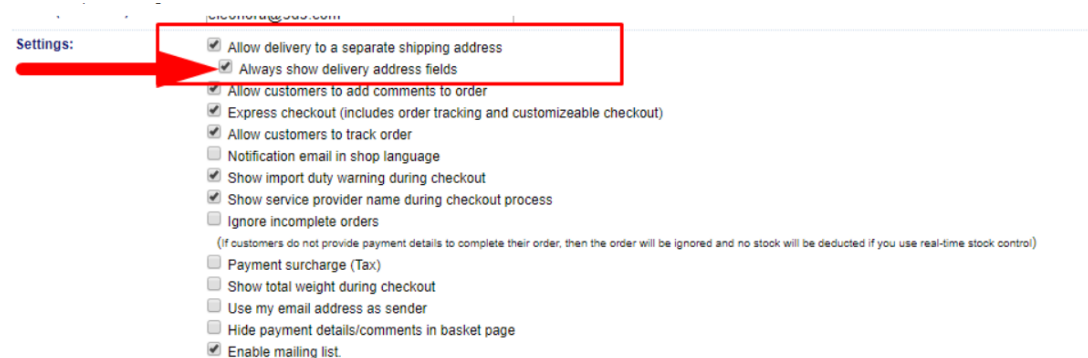 Settings:
Allow delivery to a separate shipping address
Always show delivery address fields
Allow customers to add comments to order
Express checkout (includes order tracking and customizeable checkout)
Allow customers to track order
Notification email in shop language
Show import duty warning during checkout
Show service provider name during checkout process
Ignore incomplete orders
(If customers do not provide payment details to complete their order, then the order will be ignored and no stock will be deducted if you use real-time stock control)
Payment surcharge (Tax)
Show total weight during checkout
Use my email address as sender
Hide payment details/comments in basket page
Enable mailing list.